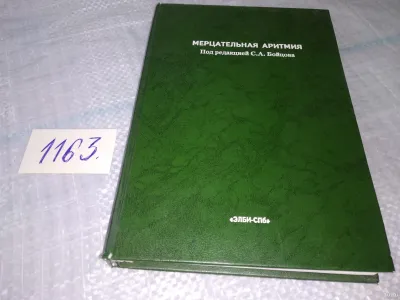 МЕРЦАТЕЛЬНАЯ АРИТМИЯ
Под редакцией С.А. Бойцова
1163.
«ЭЛБИ-СПб»